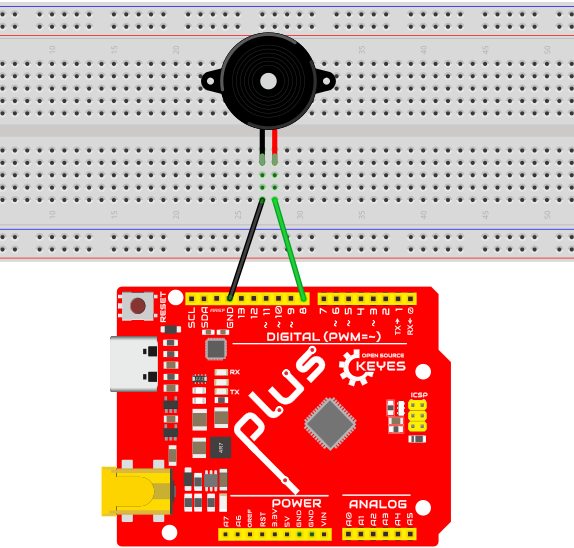 10 15 20 25 30 35 40 45 50
10 15 20 25 30 35 40 45 50
RESET
SCL SDA AREF GND 13 12 ~11 ~10 ~9 8 7 ~6 ~5 4 ~3 2 TX→1 RX←0
DIGITAL (PWM=~)
OPEN SOURCE
KEYES
RX
TX
plus
ICSP
4R7
POWER ANALOG
A7 A6 OREF RST 3.3V 5V GND GND VIN A0 A1 A2 A3 A4 A5